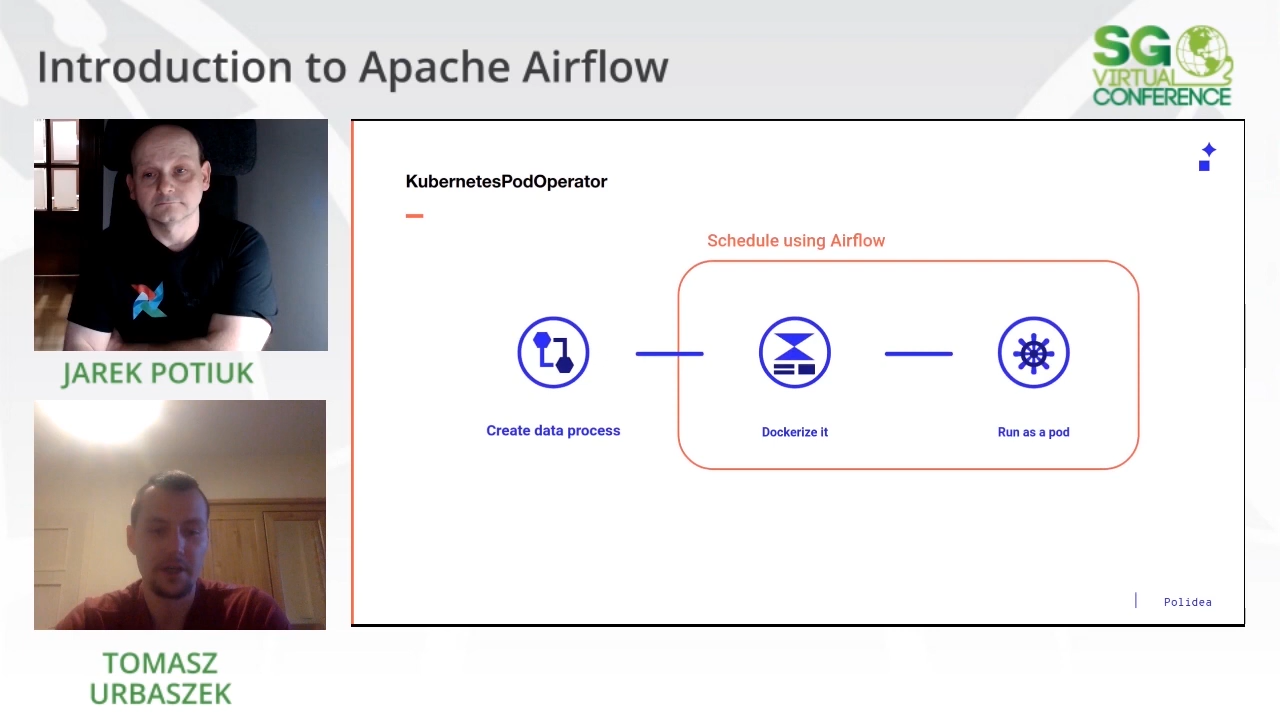 Introduction to Apache Airflow
SG
VIRTUAL
CONFERENCE
KubernetesPodOperator
Schedule using Airflow
Create data process
Dockerize it
Run as a pod
Polidea
JAREK POTIUK
TOMASZ
URBASZEK